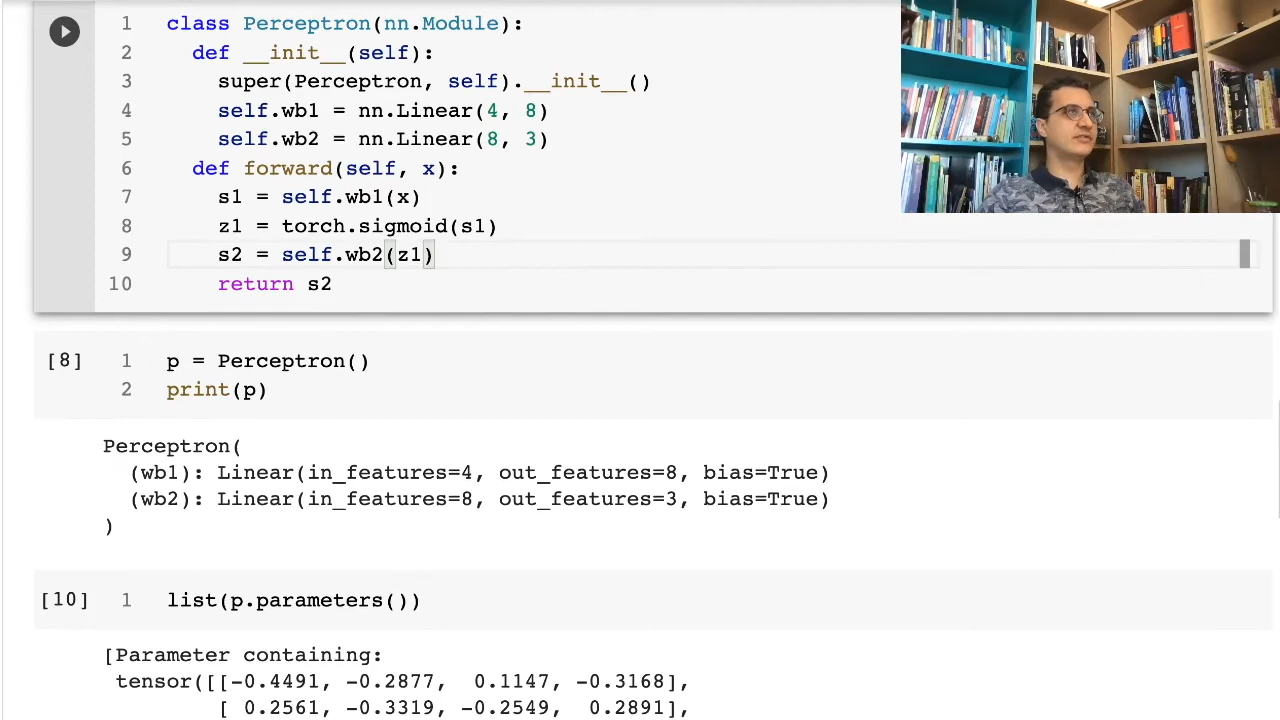 1 class Perceptron(nn.Module):
2 def __init__(self):
3 super(Perceptron, self).__init__()
4 self.wb1 = nn.Linear(4, 8)
5 self.wb2 = nn.Linear(8, 3)
6 def forward(self, x):
7 s1 = self.wb1(x)
8 z1 = torch.sigmoid(s1)
9 s2 = self.wb2(z1)
10 return s2
[8] 1 p = Perceptron()
2 print(p)
Perceptron(
(wb1): Linear(in_features=4, out_features=8, bias=True)
(wb2): Linear(in_features=8, out_features=3, bias=True)
)
[10] 1 list(p.parameters())
[Parameter containing:
tensor([[-0.4491, -0.2877, 0.1147, -0.3168],
[ 0.2561, -0.3319, -0.2549, 0.2891],